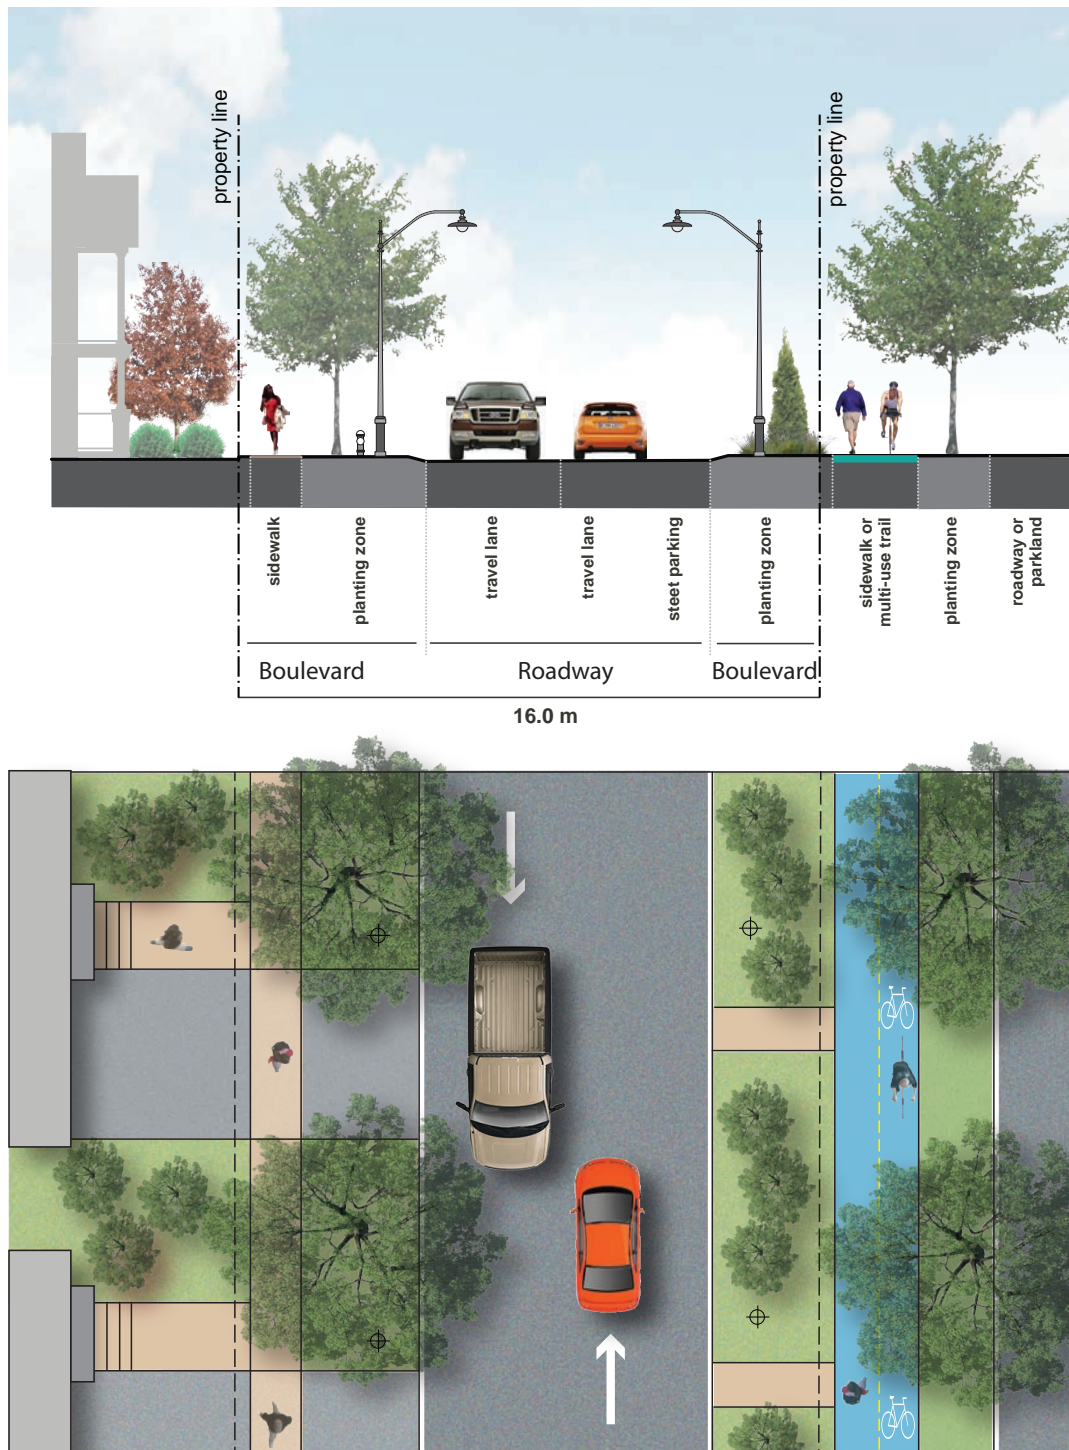 property line
property line
sidewalk
planting zone
travel lane
travel lane
steet parking
planting zone
sidewalk or
multi-use trail
planting zone
roadway or
parkland
Boulevard
Roadway
Boulevard
16.0 m